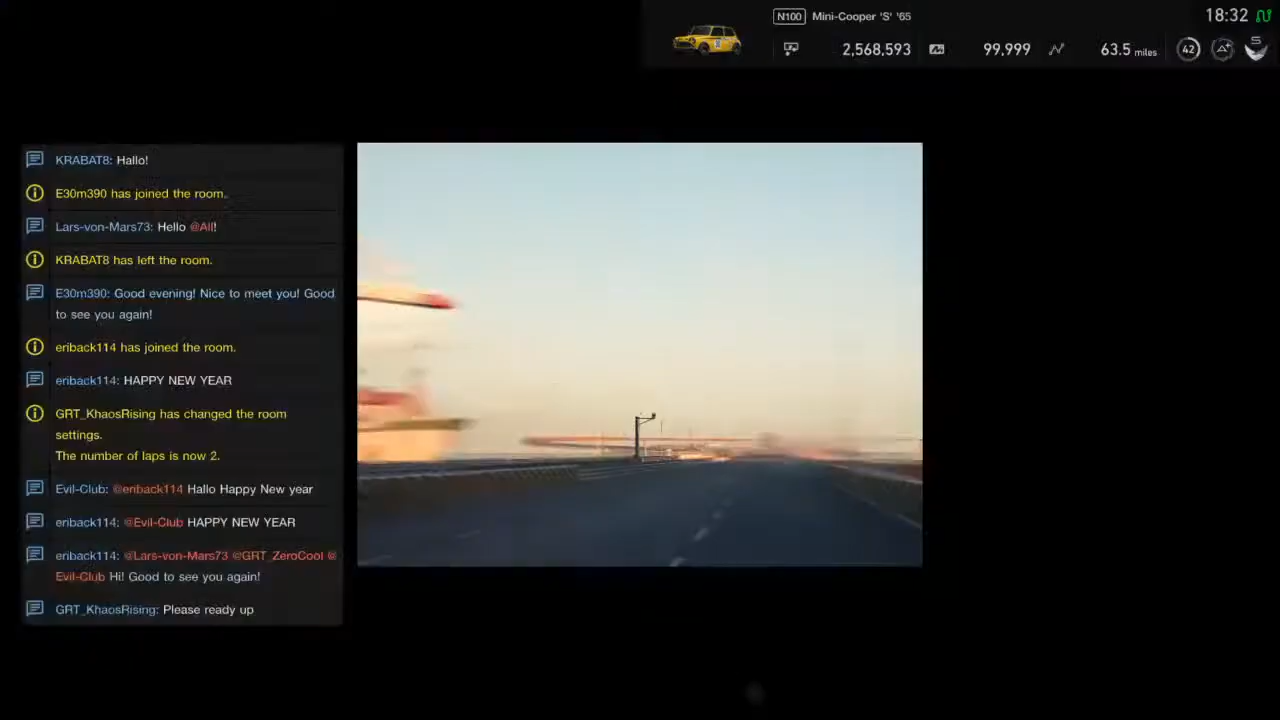 N100 Mini-Cooper 'S' '65
18:32
2,568,593 99,999 63.5 miles 42 S
KRABAT8: Hallo!
E30m390 has joined the room.
Lars-von-Mars73: Hello @All!
KRABAT8 has left the room.
E30m390: Good evening! Nice to meet you! Good
to see you again!
eriback114 has joined the room.
eriback114: HAPPY NEW YEAR
GRT_KhaosRising has changed the room
settings.
The number of laps is now 2.
Evil-Club: @eriback114 Hallo Happy New year
eriback114: @Evil-Club HAPPY NEW YEAR
eriback114: @Lars-von-Mars73 @GRT_ZeroCool @
Evil-Club Hi! Good to see you again!
GRT_KhaosRising: Please ready up